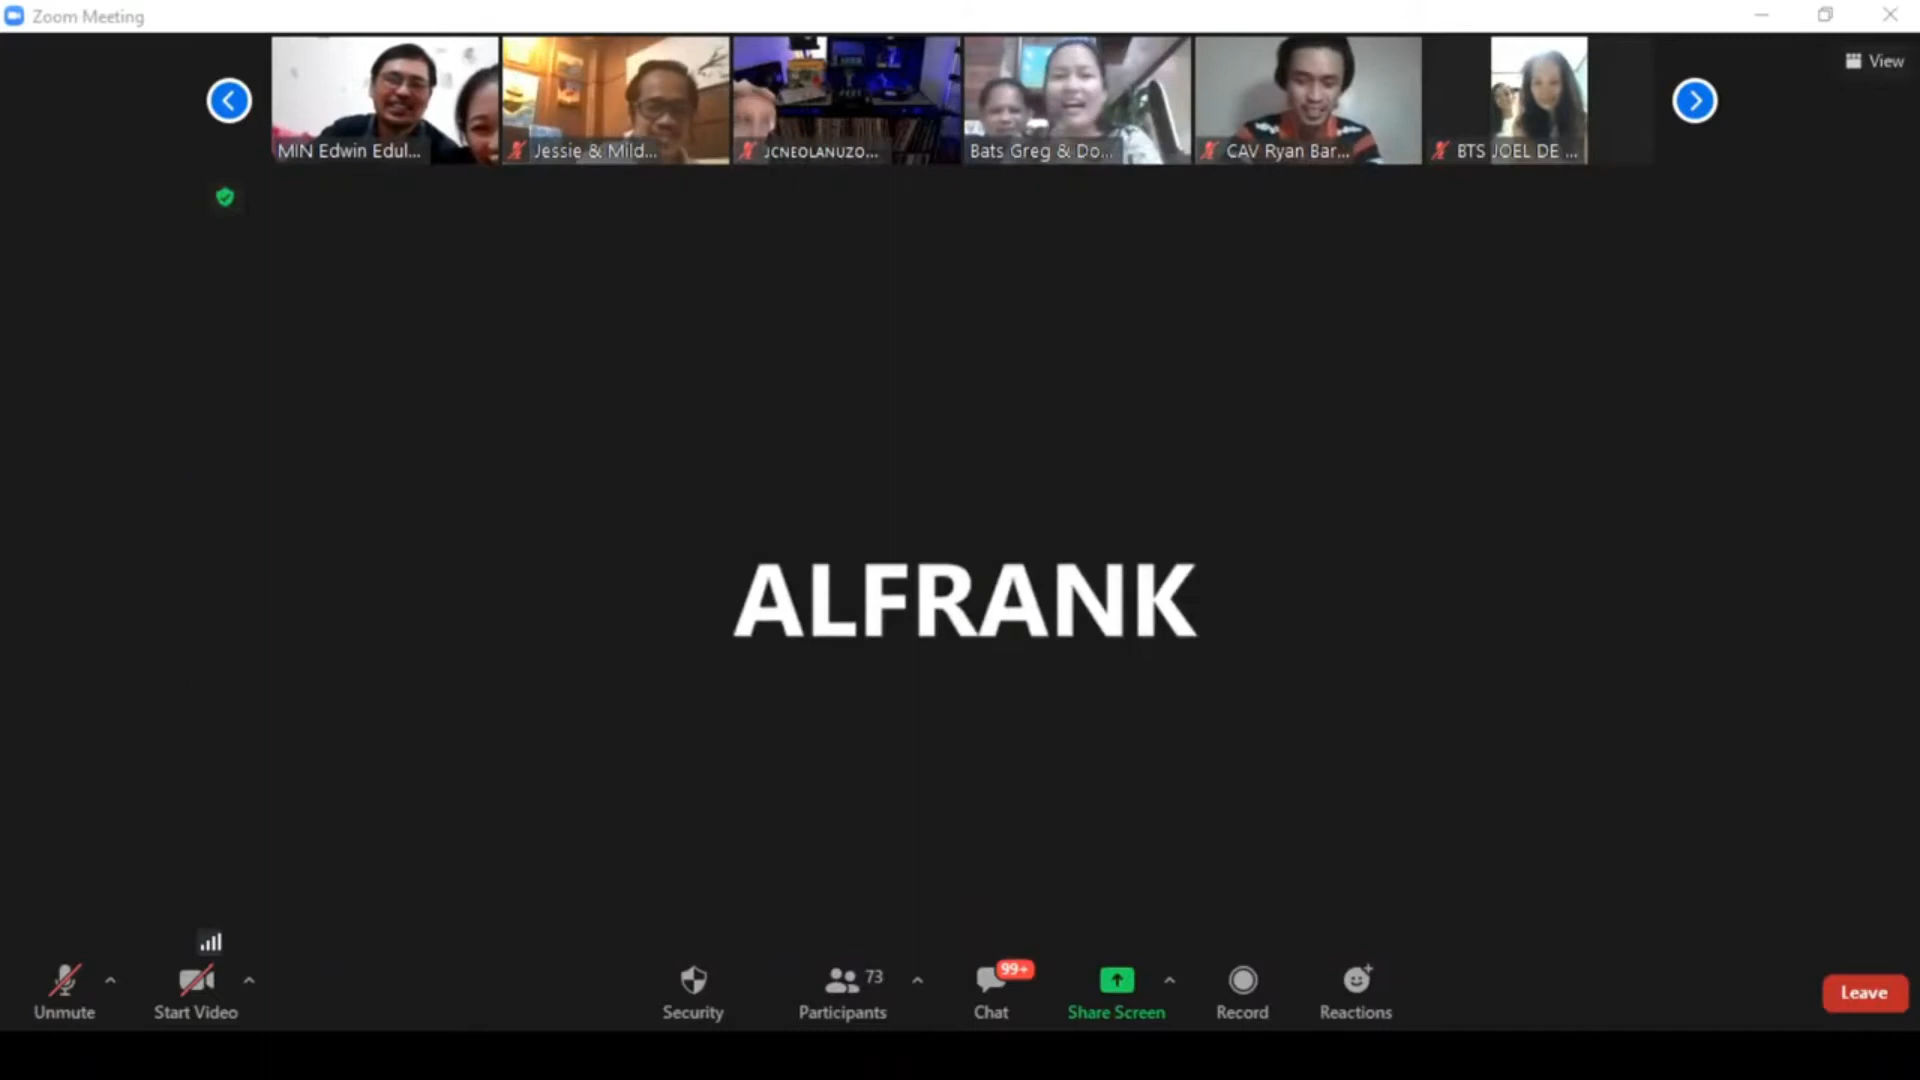 Zoom Meeting
View
MIN Edwin Edul...
Jessie & Mild...
JCNEOLANUZO...
Bats Greg & Do...
CAV Ryan Bar...
BTS JOEL DE ...
ALFRANK
Unmute
Start Video
Security
73
Participants
99+
Chat
Share Screen
Record
Reactions
Leave